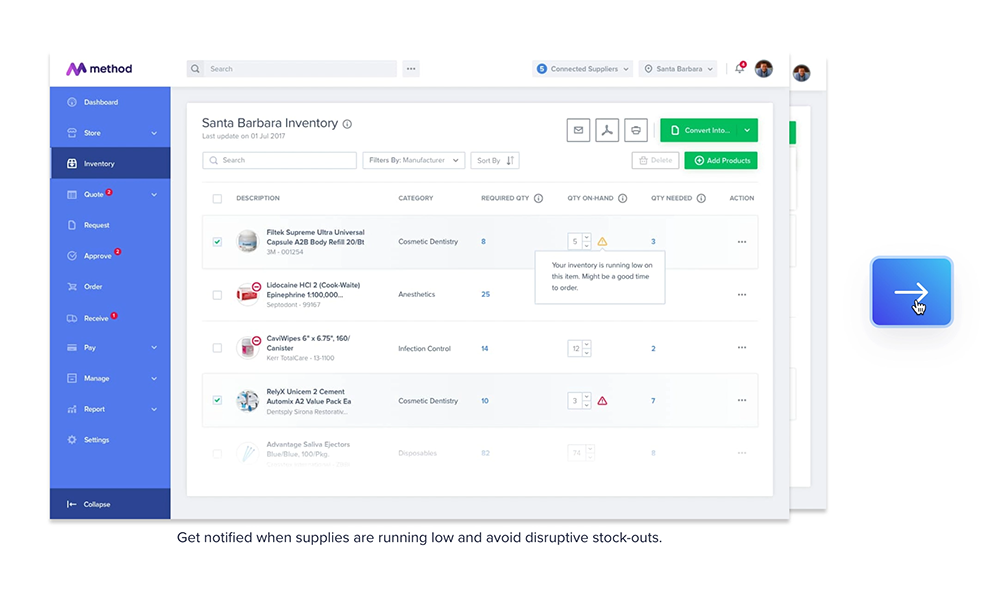 method
Search
5 Connected Suppliers
Santa Barbara
4
Dashboard
Store
Inventory
Quote 2
Request
Approve 2
Order
Receive 1
Pay
Manage
Report
Settings
Collapse
Santa Barbara Inventory
Last update on 01 Jul 2017
Convert Into...
Search
Filters By: Manufacturer
Sort By
Delete
Add Products
DESCRIPTION CATEGORY REQUIRED QTY QTY ON-HAND QTY NEEDED ACTION
Filtek Supreme Ultra Universal
Capsule A2B Body Refill 20/Bt
3M - 001254
Cosmetic Dentistry 8 5 3
Your inventory is running low on
this item. Might be a good time
to order.
Lidocaine HCl 2 (Cook-Waite)
Epinephrine 1:100,000...
Septodont - 99167
Anesthetics 25
CaviWipes 6" x 6.75", 160/
Canister
Kerr TotalCare - 13-1100
Infection Control 14 12 2
RelyX Unicem 2 Cement
Automix A2 Value Pack Ea
Dentsply Sirona Restorativ...
Cosmetic Dentistry 10 3 7
Advantage Saliva Ejectors
Blue/Blue, 100/Pkg.
Disposables 82 74 8
Get notified when supplies are running low and avoid disruptive stock-outs.